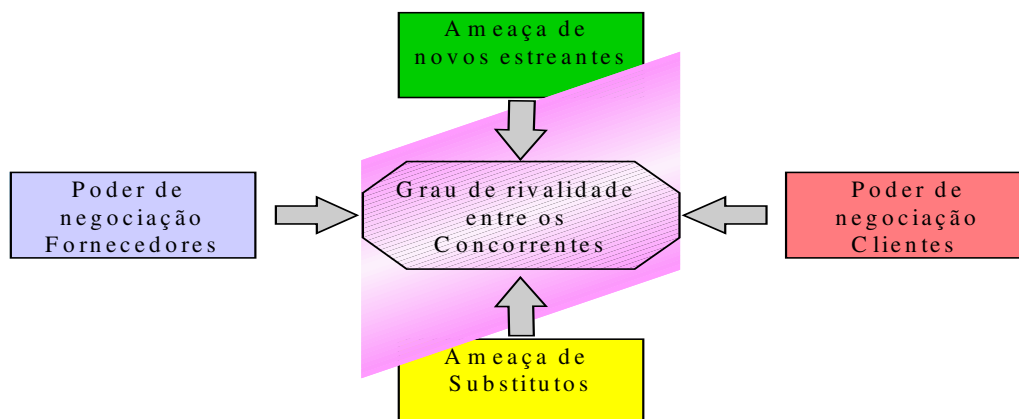 Ameaça de
novos estreantes
Poder de
negociação
Fornecedores
Grau de rivalidade
entre os
Concorrentes
Poder de
negociação
Clientes
Ameaça de
Substitutos